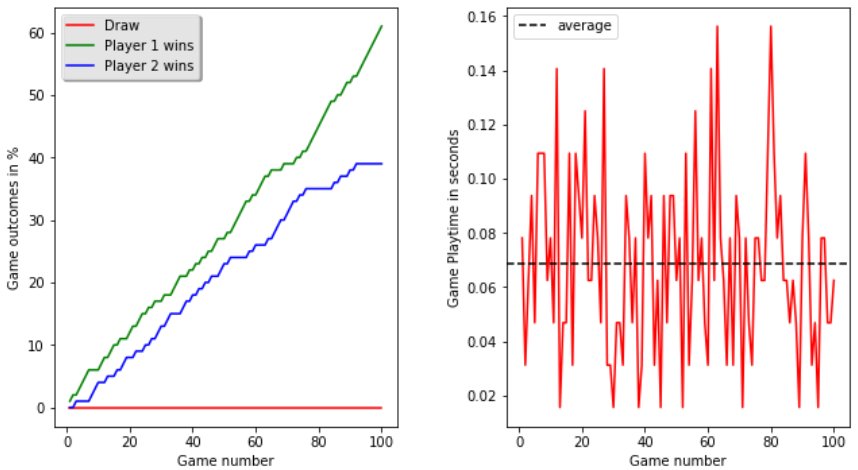 Draw
Player 1 wins
Player 2 wins
Game outcomes in %
60
50
40
30
20
10
0
0 20 40 60 80 100
Game number
average
Game Playtime in seconds
0.16
0.14
0.12
0.10
0.08
0.06
0.04
0.02
0 20 40 60 80 100
Game number